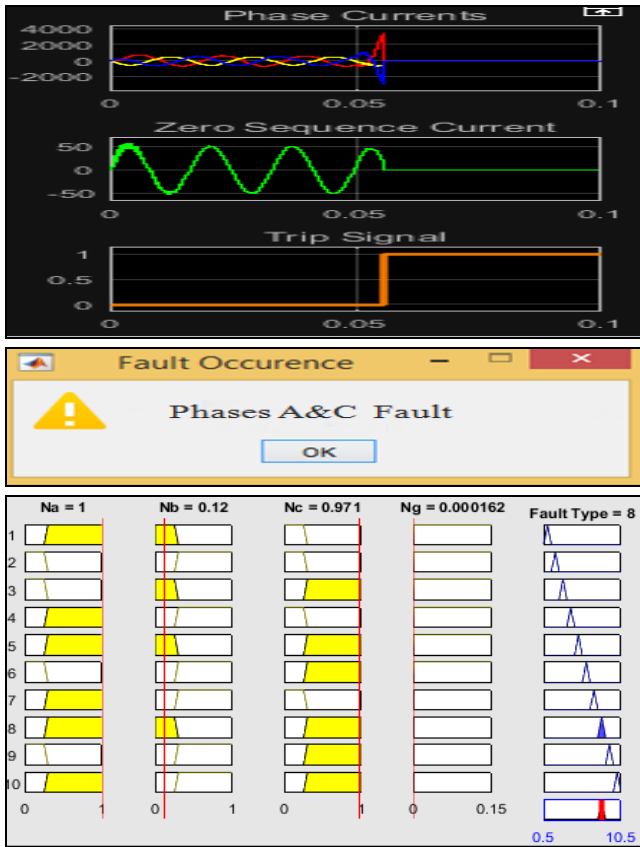 Phase Currents
4000
2000
0
-2000
0 0.05 0.1
Zero Sequence Current
50
0
-50
0 0.05 0.1
Trip Signal
1
0.5
0
0 0.05 0.1
Fault Occurence
Phases A&C Fault
OK
Na = 1 Nb = 0.12 Nc = 0.971 Ng = 0.000162 Fault Type = 8
1
2
3
4
5
6
7
8
9
10
0 1 0 1 0 1 0 0.15
0.5 10.5